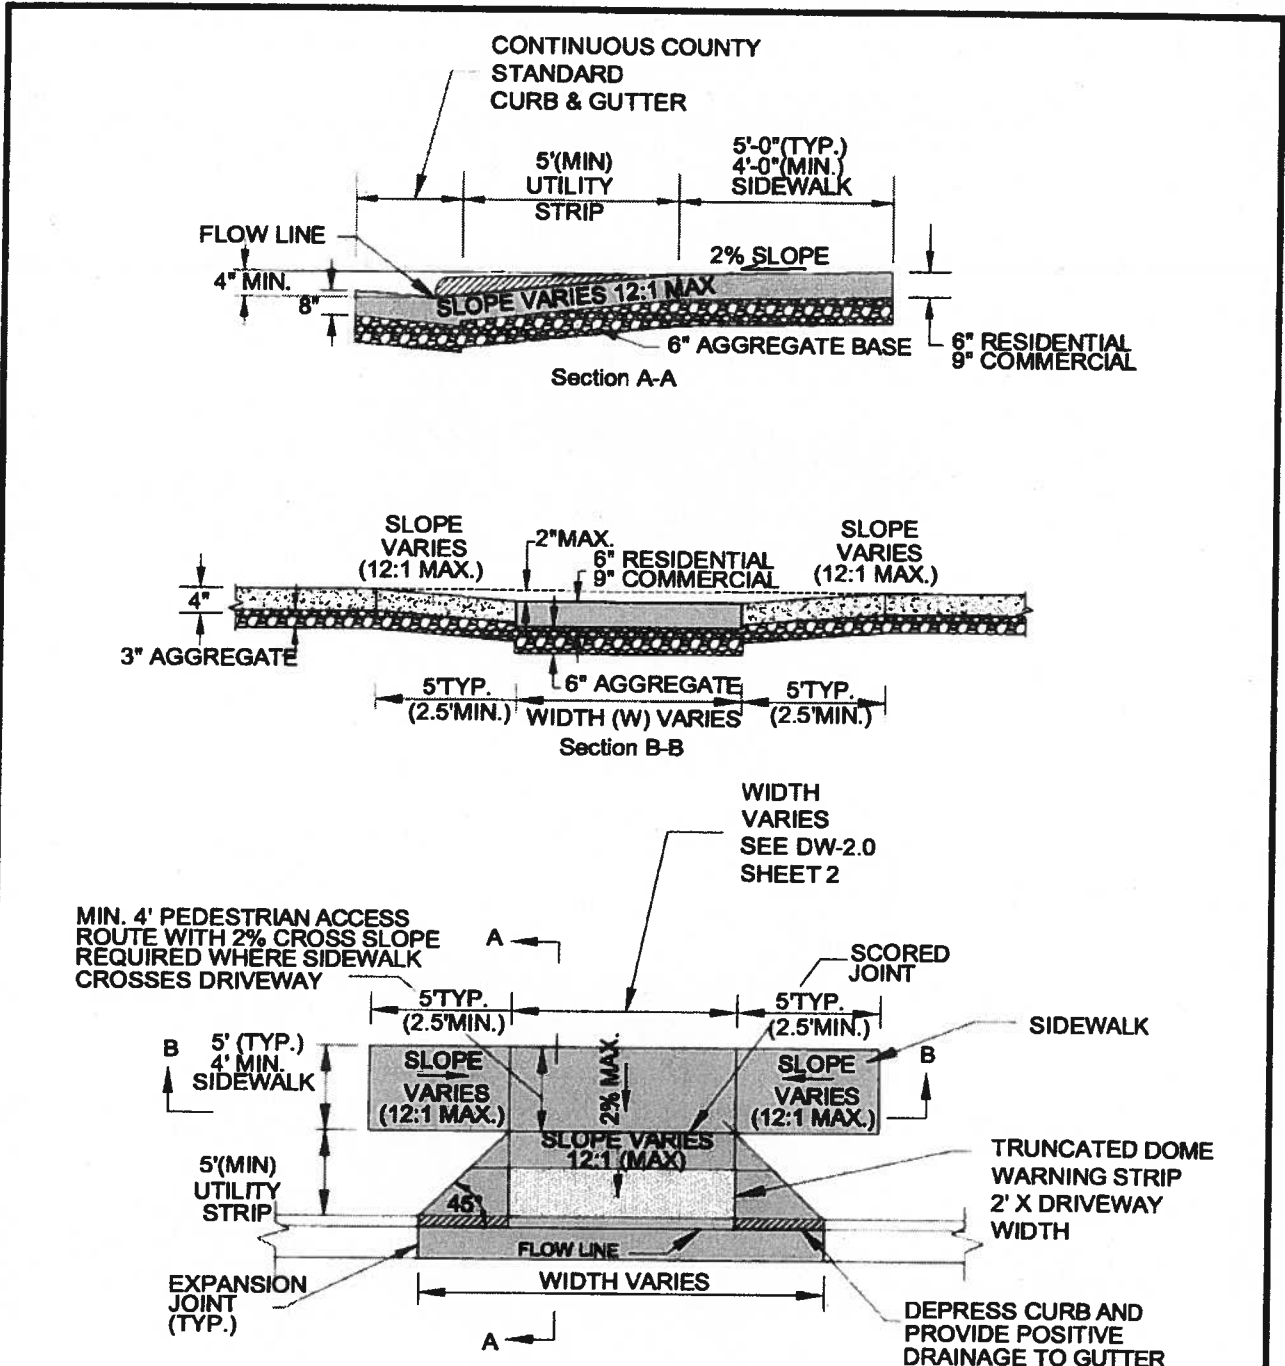 CONTINUOUS COUNTY
STANDARD
CURB & GUTTER
5'(MIN)
UTILITY
STRIP
5'-0"(TYP.)
4'-0"(MIN.)
SIDEWALK
FLOW LINE
2% SLOPE
4" MIN.
8"
SLOPE VARIES 12:1 MAX
6" AGGREGATE BASE
6" RESIDENTIAL
9" COMMERCIAL
Section A-A
SLOPE
VARIES
(12:1 MAX.)
2"MAX.
6" RESIDENTIAL
9" COMMERCIAL
SLOPE
VARIES
(12:1 MAX.)
4"
3" AGGREGATE
6" AGGREGATE
5'TYP.
(2.5'MIN.)
WIDTH (W) VARIES
5'TYP.
(2.5'MIN.)
Section B-B
WIDTH
VARIES
SEE DW-2.0
SHEET 2
MIN. 4' PEDESTRIAN ACCESS
ROUTE WITH 2% CROSS SLOPE
REQUIRED WHERE SIDEWALK
CROSSES DRIVEWAY
A
SCORED
JOINT
5'TYP.
(2.5'MIN.)
5'TYP.
(2.5'MIN.)
SIDEWALK
B
5' (TYP.)
4' MIN.
SIDEWALK
SLOPE
VARIES
(12:1 MAX.)
2% MAX.
SLOPE
VARIES
(12:1 MAX.)
B
SLOPE VARIES
12:1 (MAX)
5'(MIN)
UTILITY
STRIP
45°
TRUNCATED DOME
WARNING STRIP
2' X DRIVEWAY
WIDTH
FLOW LINE
EXPANSION
JOINT
(TYP.)
WIDTH VARIES
A
DEPRESS CURB AND
PROVIDE POSITIVE
DRAINAGE TO GUTTER